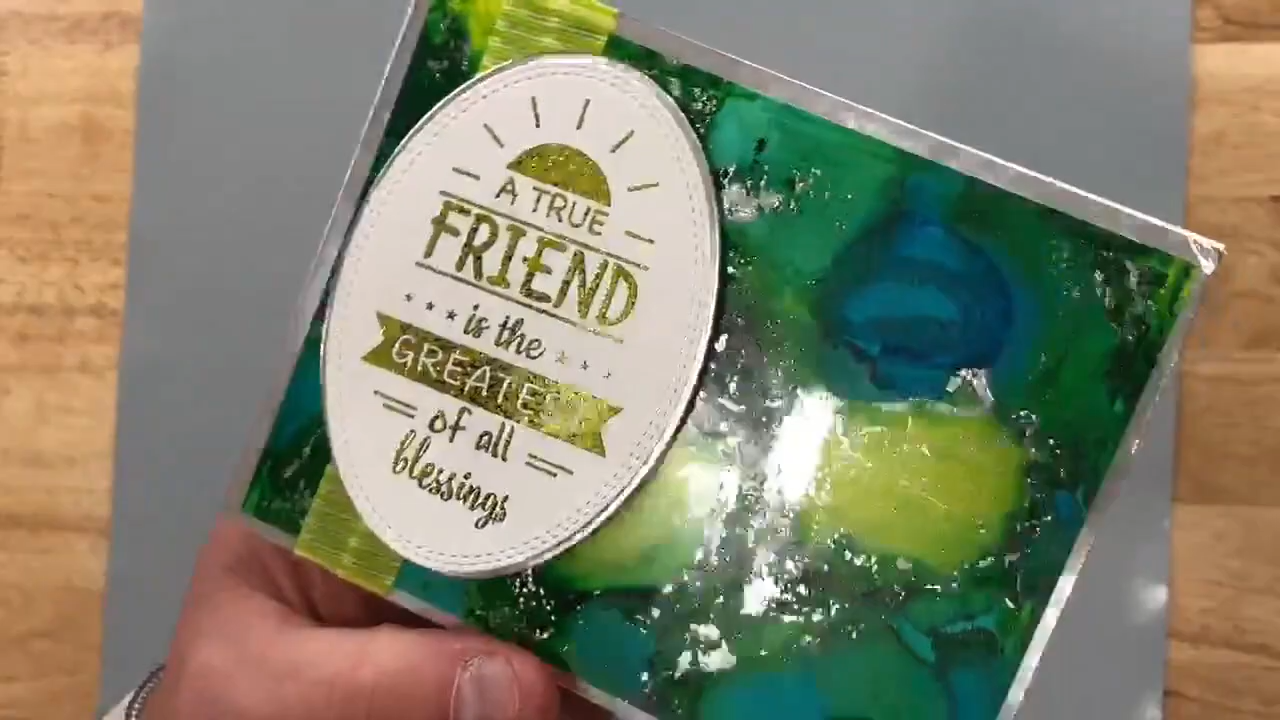 A TRUE
FRIEND
is the
GREATEST
of all
blessings